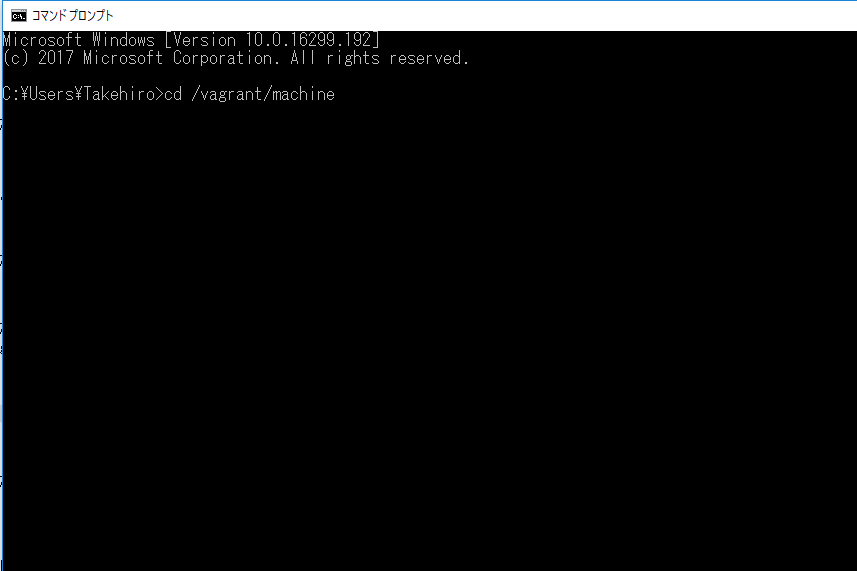 コマンド プロンプト
Microsoft Windows [Version 10.0.16299.192]
(c) 2017 Microsoft Corporation. All rights reserved.
C:¥Users¥Takehiro>cd /vagrant/machine